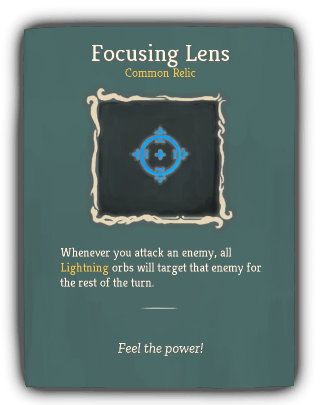 Focusing Lens
Common Relic
Whenever you attack an enemy, all
Lightning orbs will target that enemy for
the rest of the turn.
Feel the power!